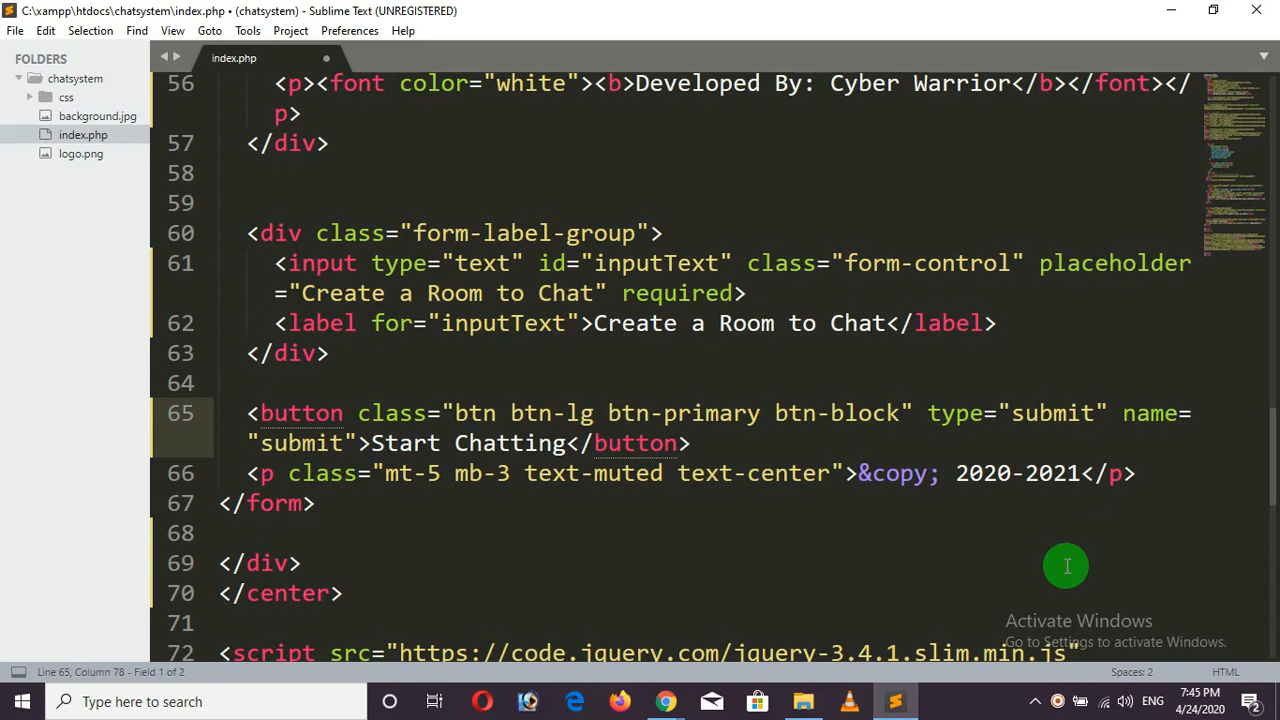 C:\xampp\htdocs\chatsystem\index.php • (chatsystem) - Sublime Text (UNREGISTERED)
File Edit Selection Find View Goto Tools Project Preferences Help
FOLDERS
chatsystem
css
background.jpg
index.php
logo.png
index.php
56 <p><font color="white"><b>Developed By: Cyber Warrior</b></font></
p>
57 </div>
58
59
60 <div class="form-label-group">
61 <input type="text" id="inputText" class="form-control" placeholder
="Create a Room to Chat" required>
62 <label for="inputText">Create a Room to Chat</label>
63 </div>
64
65 <button class="btn btn-lg btn-primary btn-block" type="submit" name=
"submit">Start Chatting</button>
66 <p class="mt-5 mb-3 text-muted text-center">&copy; 2020-2021</p>
67 </form>
68
69 </div>
70 </center>
71
72 <script src="https://code.jquery.com/jquery-3.4.1.slim.min.js"
Activate Windows
Go to Settings to activate Windows.
Line 65, Column 78 - Field 1 of 2
Spaces: 2
HTML
Type here to search
ENG
7:45 PM
4/24/2020
2